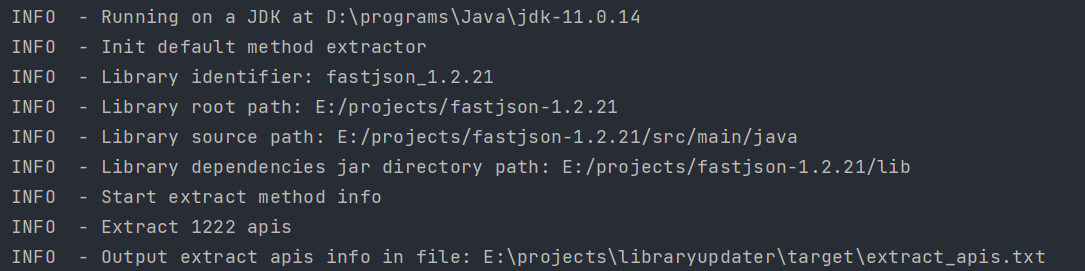 INFO  - Running on a JDK at D:\programs\Java\jdk-11.0.14
INFO  - Init default method extractor
INFO  - Library identifier: fastjson_1.2.21
INFO  - Library root path: E:/projects/fastjson-1.2.21
INFO  - Library source path: E:/projects/fastjson-1.2.21/src/main/java
INFO  - Library dependencies jar directory path: E:/projects/fastjson-1.2.21/lib
INFO  - Start extract method info
INFO  - Extract 1222 apis
INFO  - Output extract apis info in file: E:\projects\libraryupdater\target\extract_apis.txt